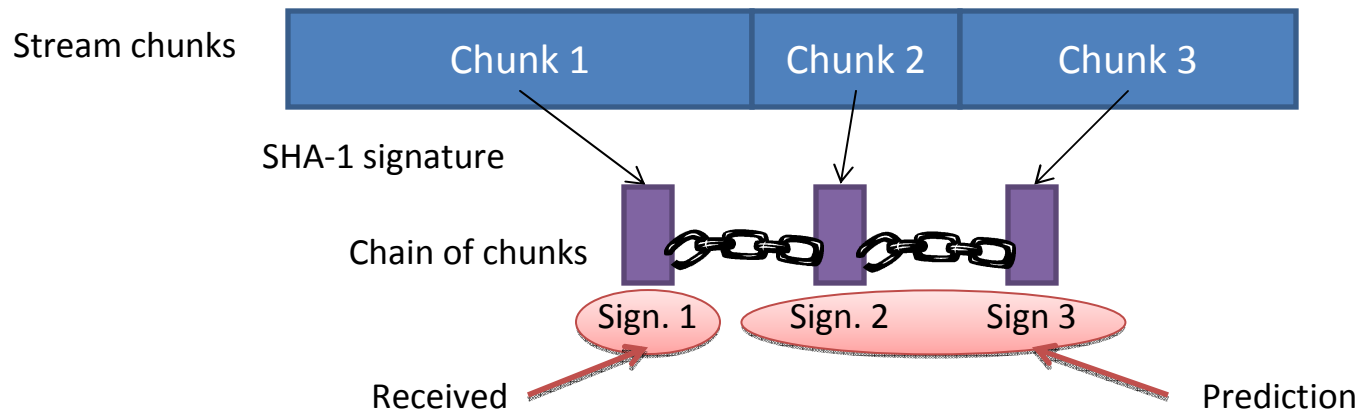 Stream chunks
Chunk 1
Chunk 2
Chunk 3
SHA-1 signature
Chain of chunks
Sign. 1
Sign. 2
Sign 3
Received
Prediction